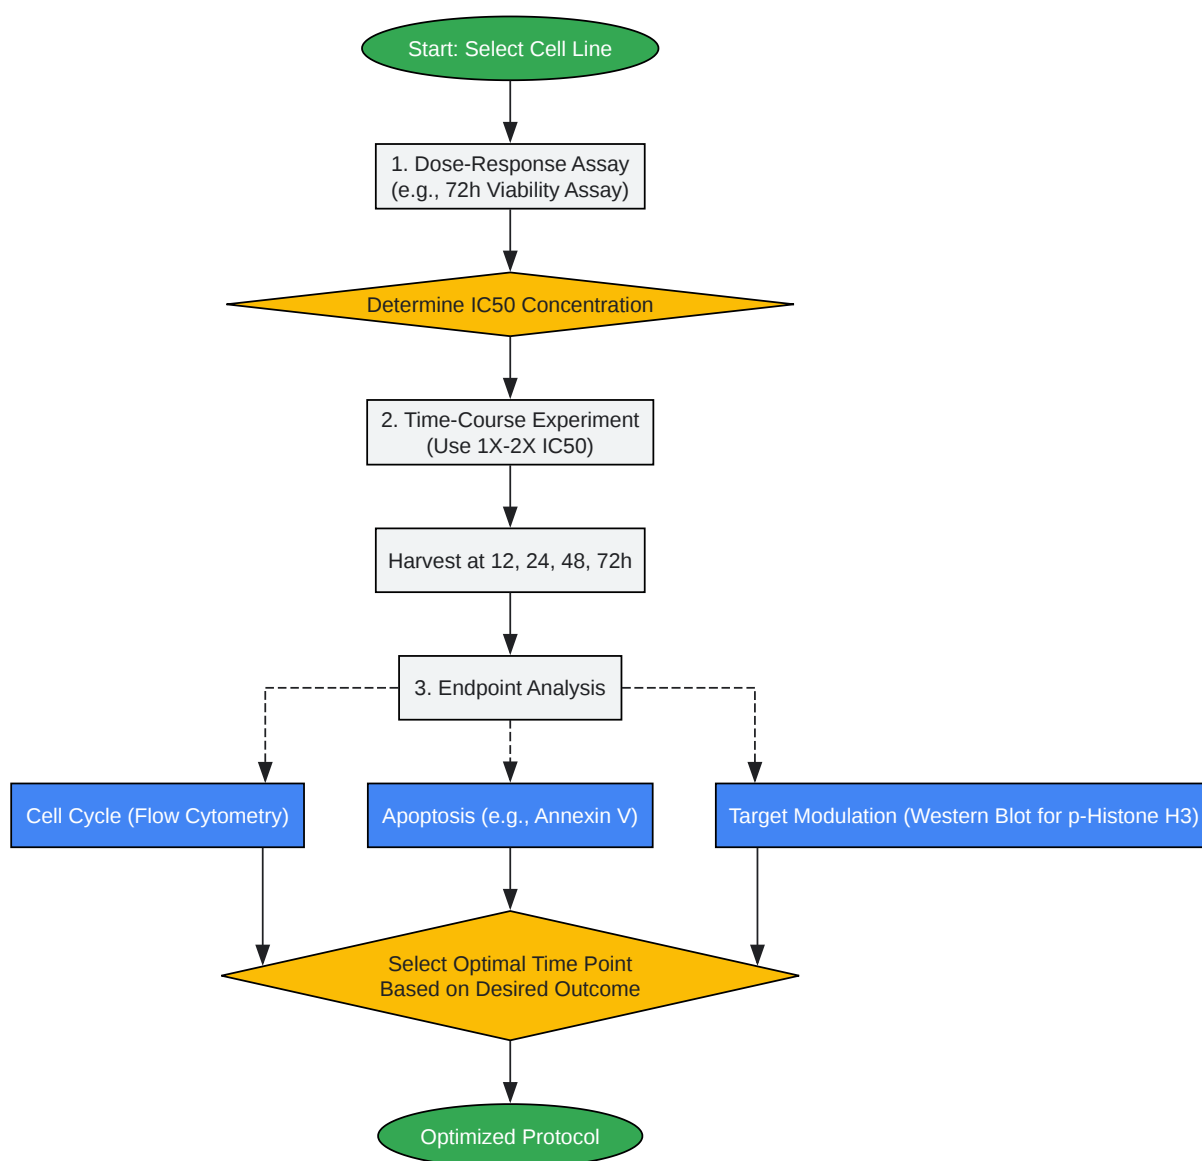 Start: Select Cell Line
1. Dose-Response Assay
(e.g., 72h Viability Assay)
Determine IC50 Concentration
2. Time-Course Experiment
(Use 1X-2X IC50)
Harvest at 12, 24, 48, 72h
3. Endpoint Analysis
Cell Cycle (Flow Cytometry)
Apoptosis (e.g., Annexin V)
Target Modulation (Western Blot for p-Histone H3)
Select Optimal Time Point
Based on Desired Outcome
Optimized Protocol